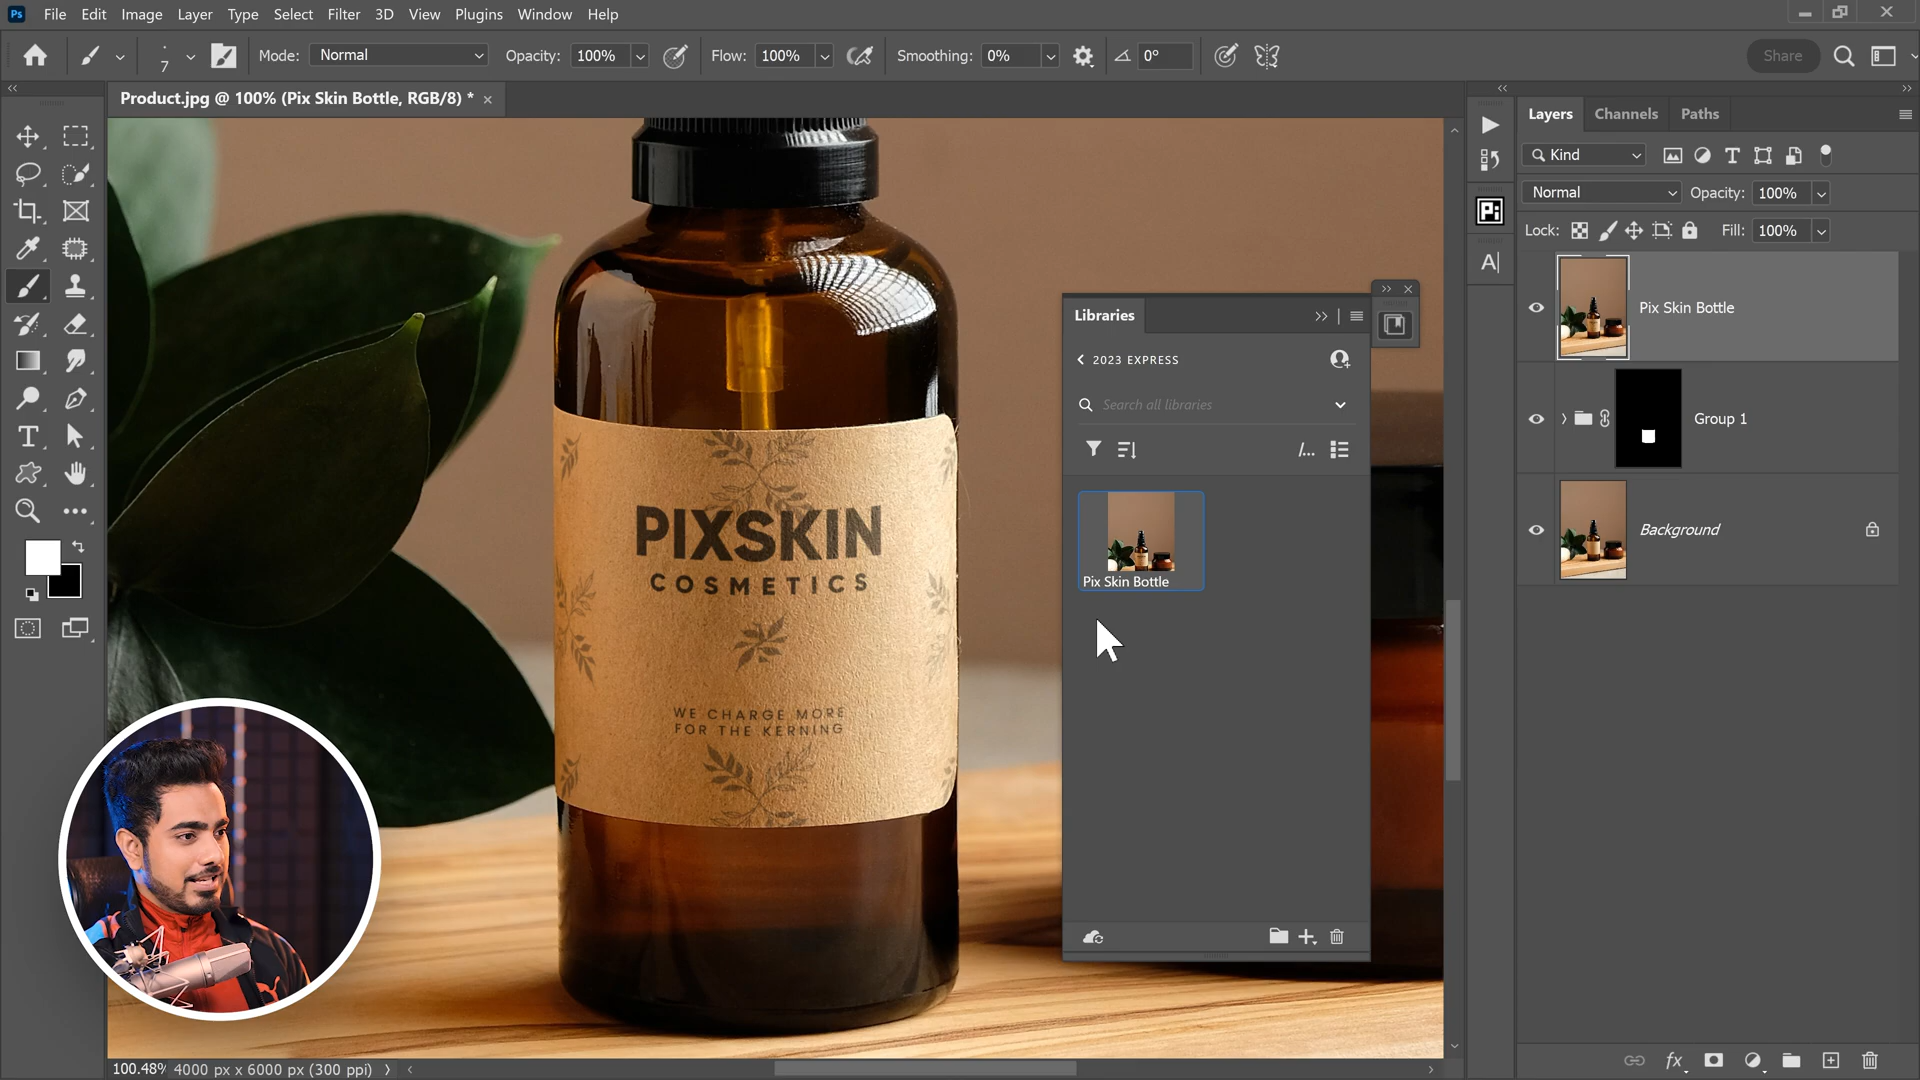 Ps File Edit Image Layer Type Select Filter 3D View Plugins Window Help
7 Mode: Normal Opacity: 100% Flow: 100% Smoothing: 0% 0° Share
Product.jpg @ 100% (Pix Skin Bottle, RGB/8) *
PIXSKIN
COSMETICS
WE CHARGE MORE
FOR THE KERNING
Libraries
2023 EXPRESS
Search all libraries
/...
Pix Skin Bottle
Pi
A|
Layers Channels Paths
Kind
Normal Opacity: 100%
Lock: Fill: 100%
Pix Skin Bottle
Group 1
Background
fx
100.48% 4000 px x 6000 px (300 ppi)